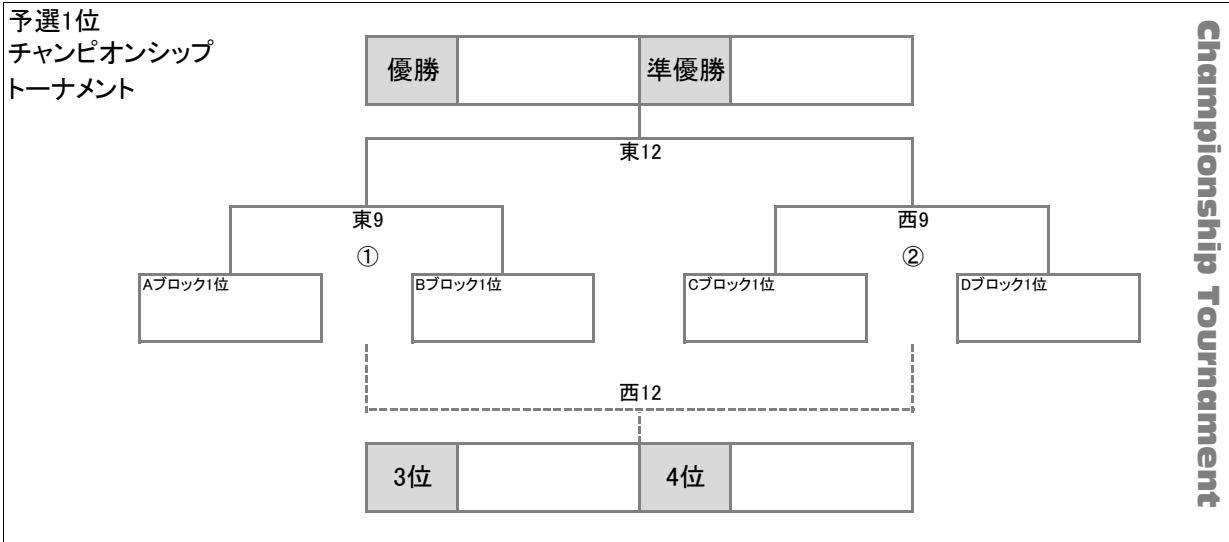 予選1位
チャンピオンシップ
トーナメント
優勝
準優勝
東12
東9
西9
①
②
Aブロック1位
Bブロック1位
Cブロック1位
Dブロック1位
西12
3位
4位
Championship Tournament